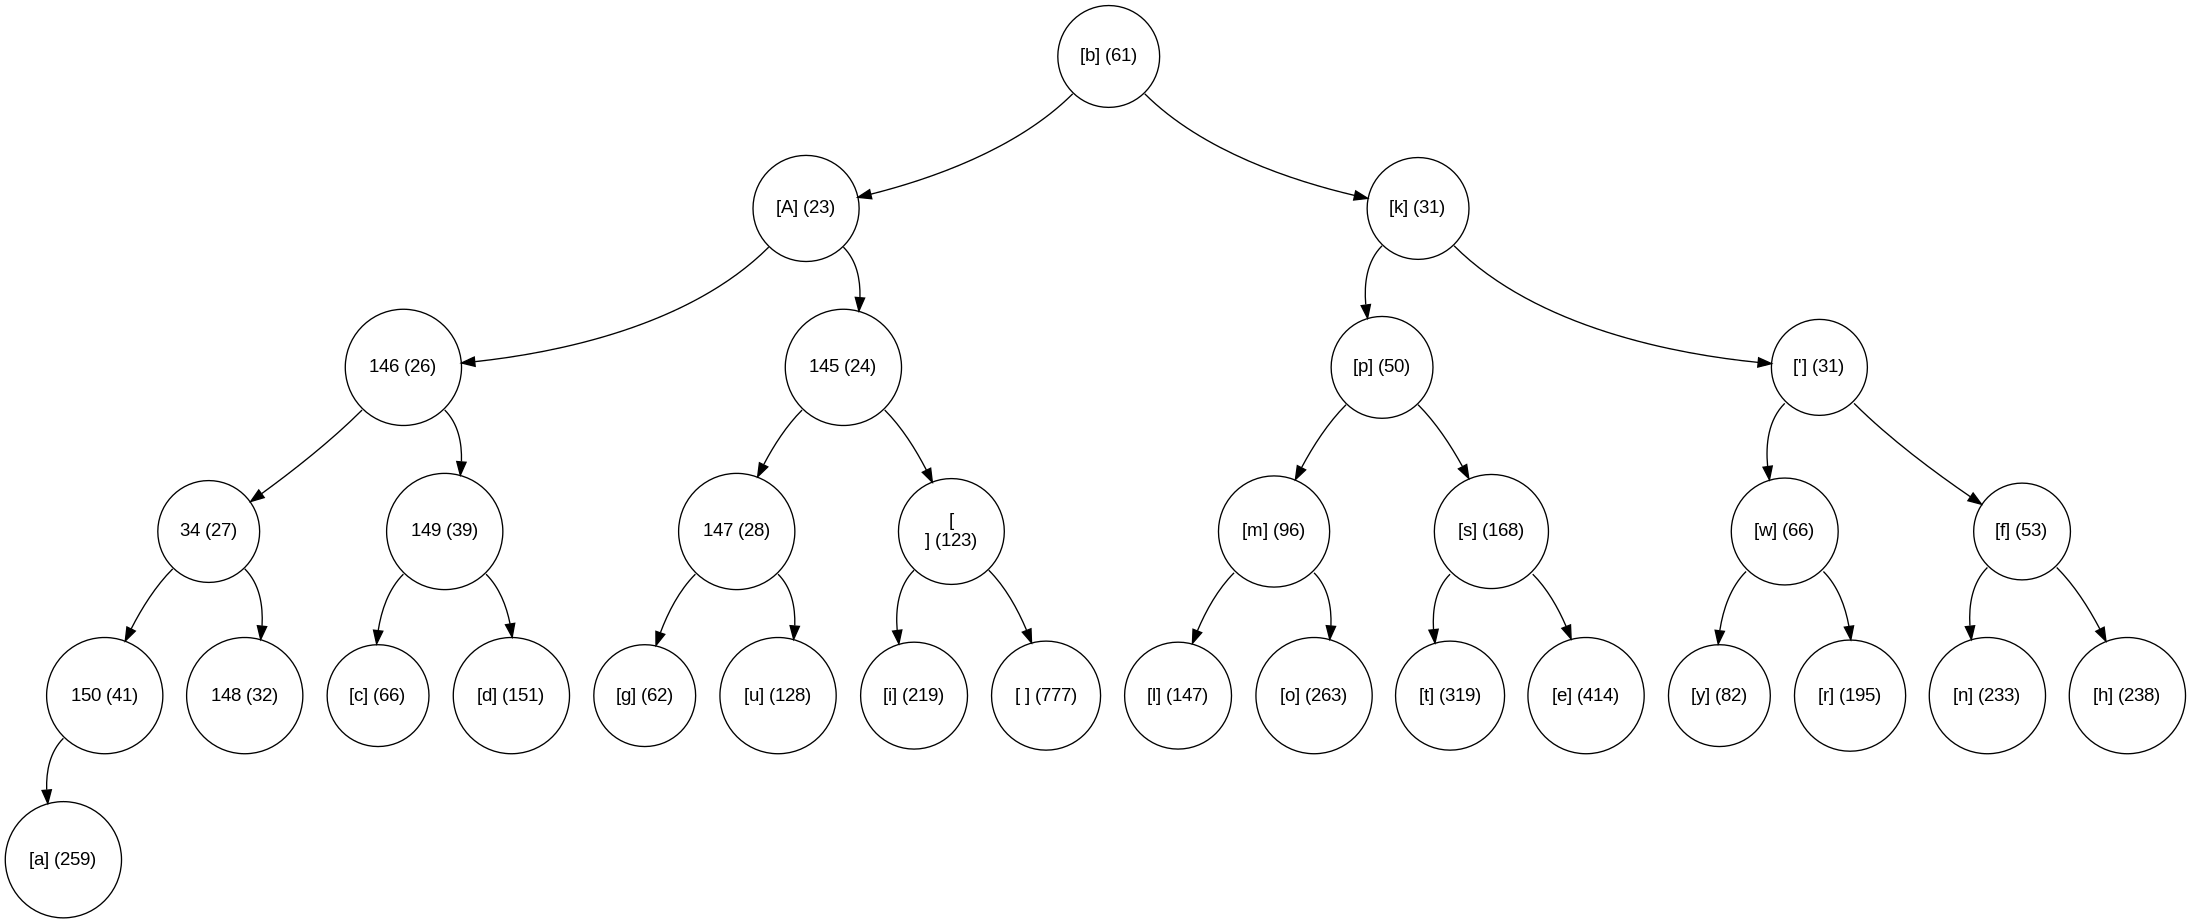 [b] (61)
[A] (23)
[k] (31)
146 (26)
145 (24)
[p] (50)
['] (31)
34 (27)
149 (39)
147 (28)
[
] (123)
[m] (96)
[s] (168)
[w] (66)
[f] (53)
150 (41)
148 (32)
[c] (66)
[d] (151)
[g] (62)
[u] (128)
[i] (219)
[ ] (777)
[l] (147)
[o] (263)
[t] (319)
[e] (414)
[y] (82)
[r] (195)
[n] (233)
[h] (238)
[a] (259)